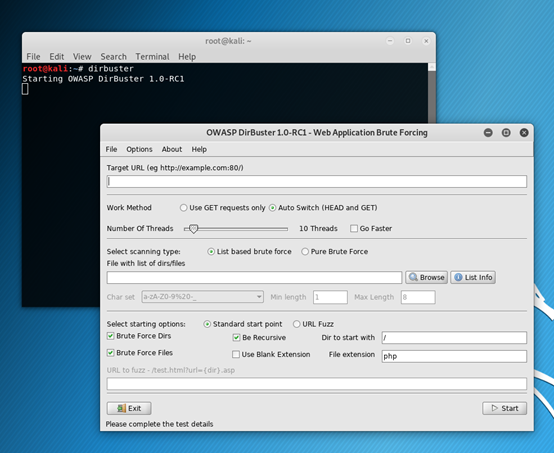 root@kali: ~
File Edit View Search Terminal Help
root@kali:~# dirbuster
Starting OWASP DirBuster 1.0-RC1
OWASP DirBuster 1.0-RC1 - Web Application Brute Forcing
File Options About Help
Target URL (eg http://example.com:80/)
Work Method Use GET requests only Auto Switch (HEAD and GET)
Number Of Threads 10 Threads Go Faster
Select scanning type: List based brute force Pure Brute Force
File with list of dirs/files
Browse List Info
Char set a-zA-Z0-9%20-_ Min length 1 Max Length 8
Select starting options: Standard start point URL Fuzz
Brute Force Dirs Be Recursive Dir to start with /
Brute Force Files Use Blank Extension File extension php
URL to fuzz - /test.html?url={dir}.asp
Exit Start
Please complete the test details